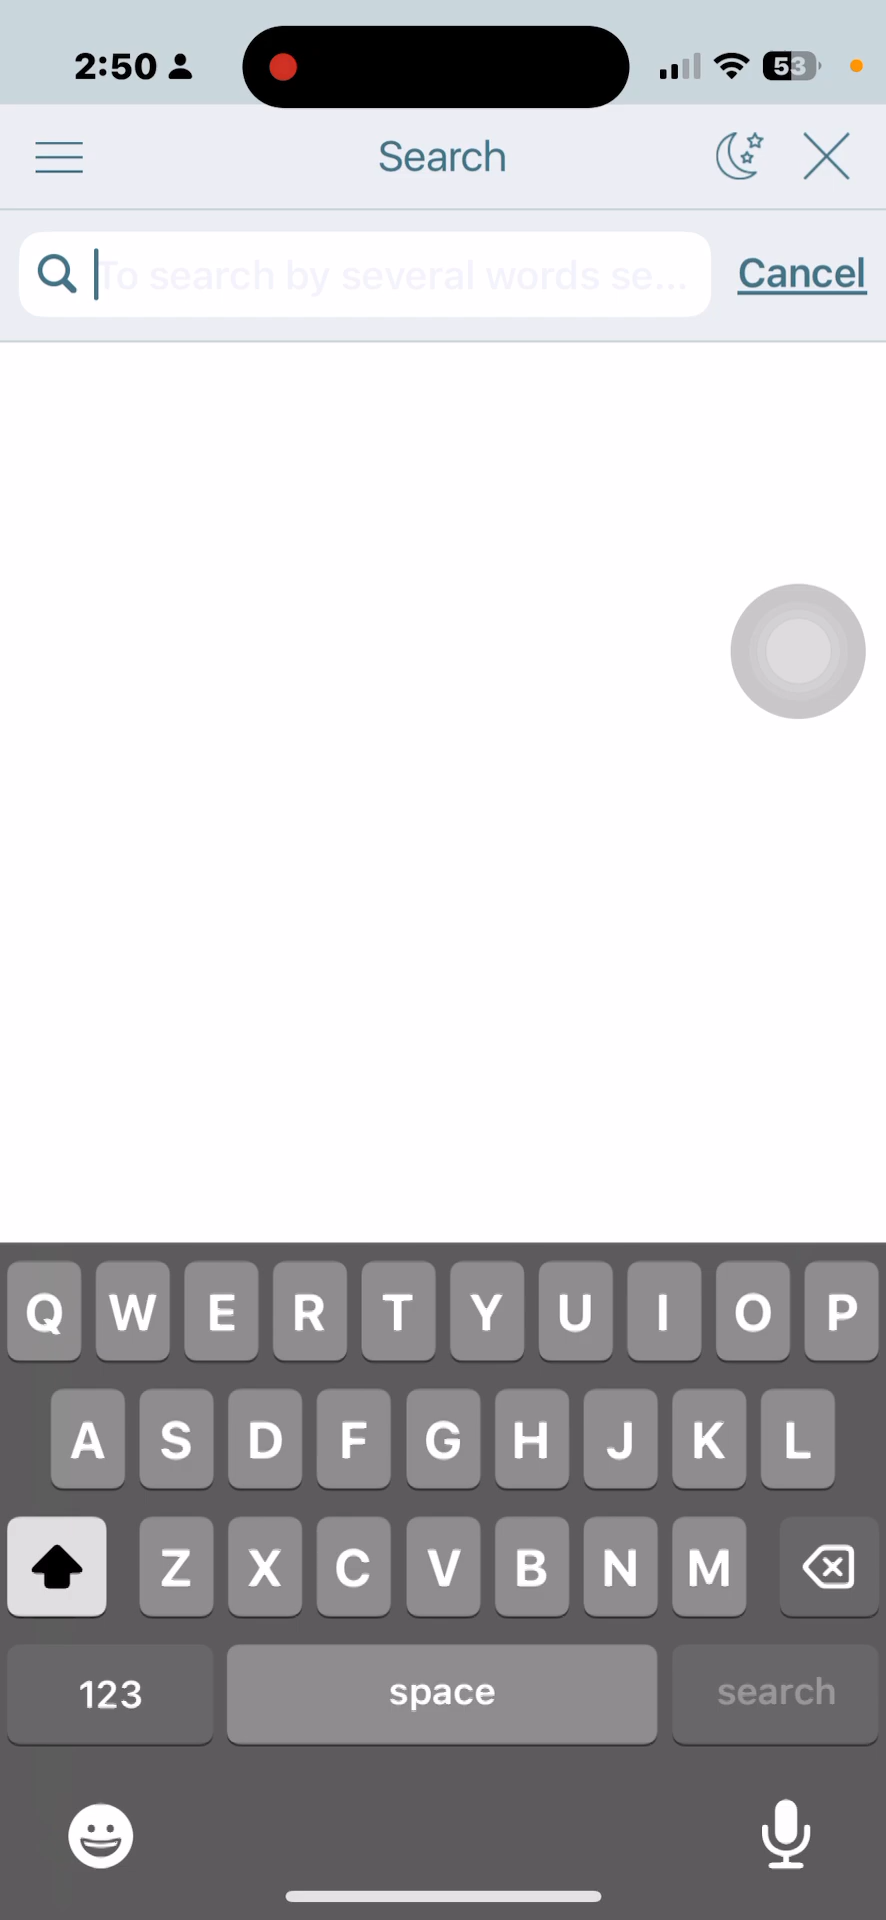 2:50
53
Search
To search by several words se...
Cancel
Q W E R T Y U I O P
A S D F G H J K L
Z X C V B N M
123 space search